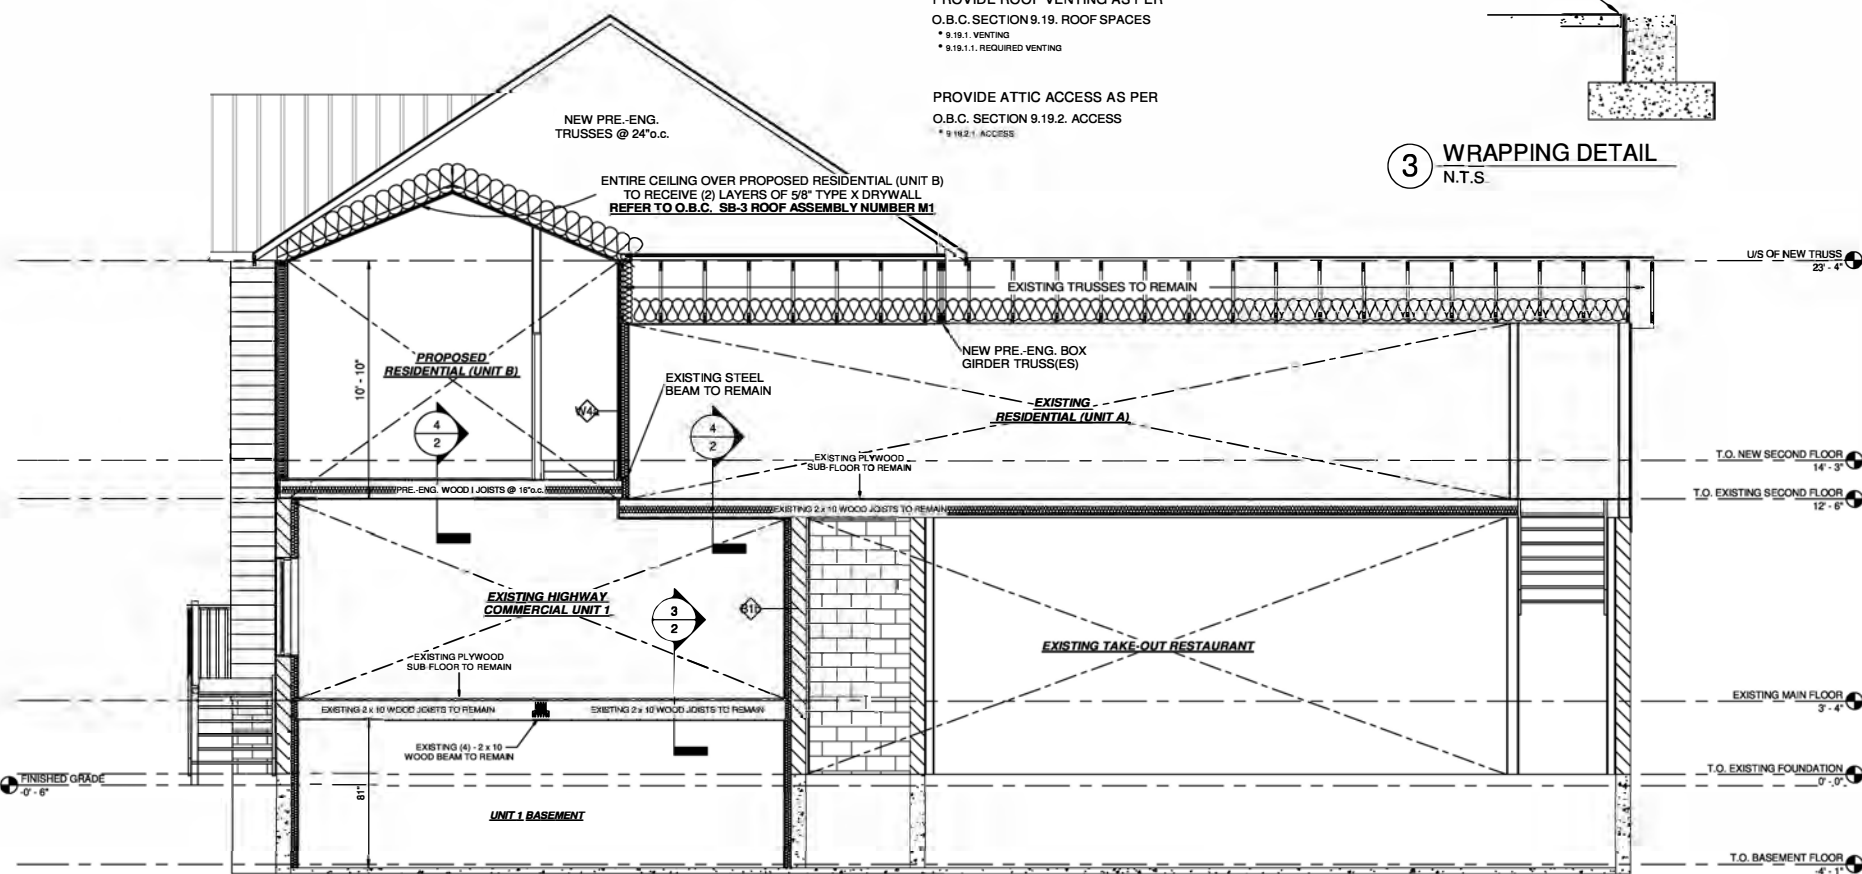 PROVIDE ROOF VENTING AS PER
O.B.C. SECTION 9.19. ROOF SPACES
* 9.19.1. VENTING
* 9.19.1.1. REQUIRED VENTING
PROVIDE ATTIC ACCESS AS PER
O.B.C. SECTION 9.19.2. ACCESS
* 9.19.2.1. ACCESS
3 WRAPPING DETAIL
N.T.S.
NEW PRE.-ENG.
TRUSSES @ 24"o.c.
ENTIRE CEILING OVER PROPOSED RESIDENTIAL (UNIT B)
TO RECEIVE (2) LAYERS OF 5/8" TYPE X DRYWALL
REFER TO O.B.C. SB-3 ROOF ASSEMBLY NUMBER M1
U/S OF NEW TRUSS
23' - 4"
EXISTING TRUSSES TO REMAIN
NEW PRE.-ENG. BOX
GIRDER TRUSS(ES)
PROPOSED
RESIDENTIAL (UNIT B)
10' - 10"
EXISTING STEEL
BEAM TO REMAIN
W4a
4
2
4
2
EXISTING
RESIDENTIAL (UNIT A)
EXISTING PLYWOOD
SUB-FLOOR TO REMAIN
T.O. NEW SECOND FLOOR
14' - 3"
PRE.-ENG. WOOD I JOISTS @ 16"o.c.
T.O. EXISTING SECOND FLOOR
12' - 6"
EXISTING 2 x 10 WOOD JOISTS TO REMAIN
EXISTING HIGHWAY
COMMERCIAL UNIT 1
3
2
B1b
EXISTING TAKE-OUT RESTAURANT
EXISTING PLYWOOD
SUB-FLOOR TO REMAIN
EXISTING MAIN FLOOR
3' - 4"
EXISTING 2 x 10 WOOD JOISTS TO REMAIN
EXISTING 2 x 10 WOOD JOISTS TO REMAIN
EXISTING (4) - 2 x 10
WOOD BEAM TO REMAIN
T.O. EXISTING FOUNDATION
0' - 0"
FINISHED GRADE
-0' - 6"
81"
UNIT 1 BASEMENT
T.O. BASEMENT FLOOR
-4' - 1"